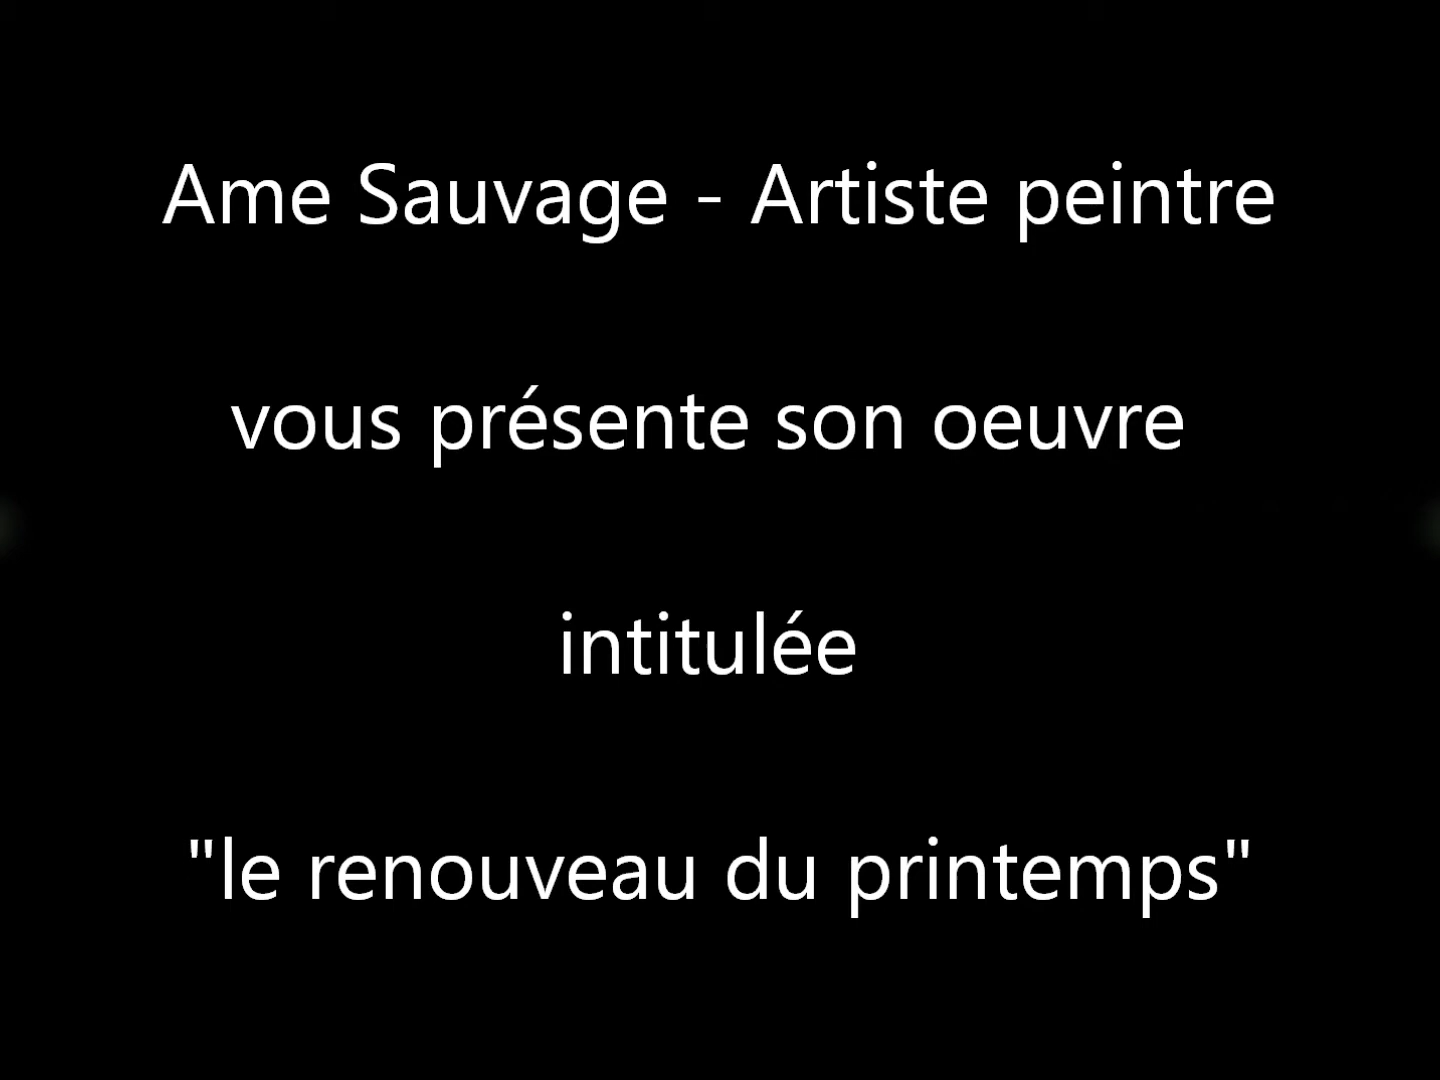 Ame Sauvage - Artiste peintre
vous présente son oeuvre
intitulée
"le renouveau du printemps"